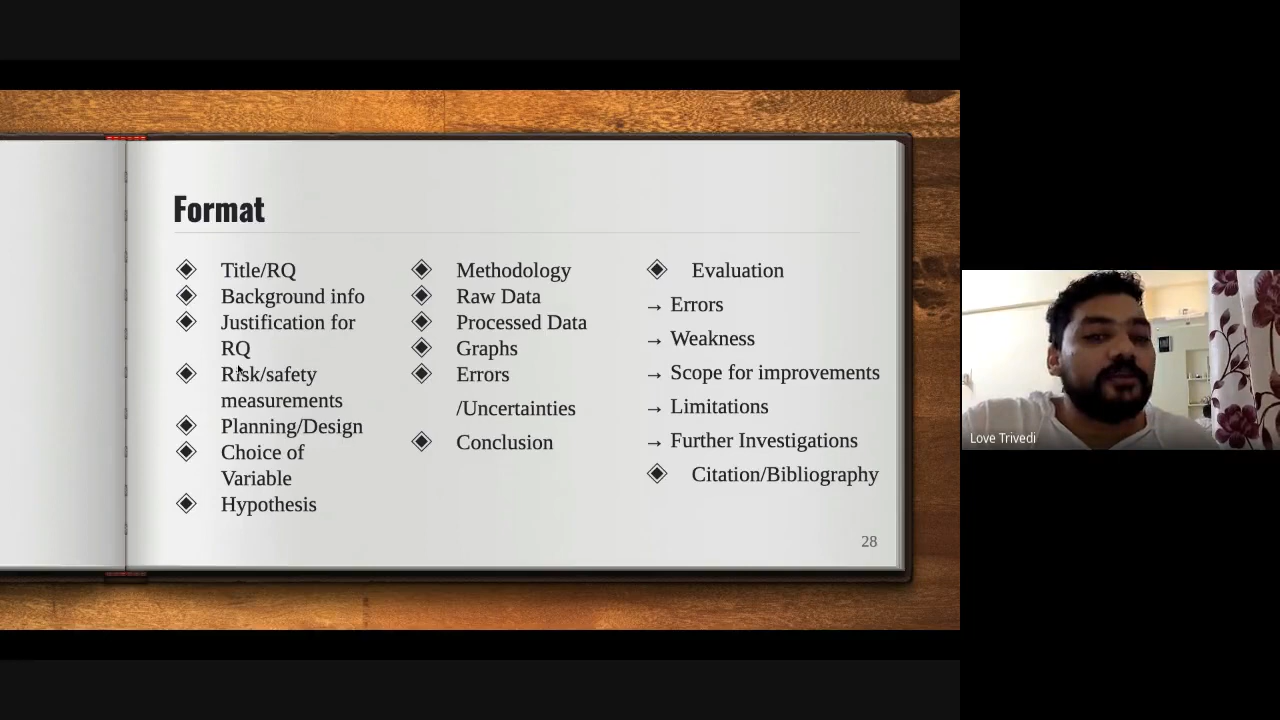 Format
Title/RQ
Background info
Justification for
RQ
Risk/safety
measurements
Planning/Design
Choice of
Variable
Hypothesis
Methodology
Raw Data
Processed Data
Graphs
Errors
/Uncertainties
Conclusion
Evaluation
→ Errors
→ Weakness
→ Scope for improvements
→ Limitations
→ Further Investigations
Citation/Bibliography
28
Love Trivedi